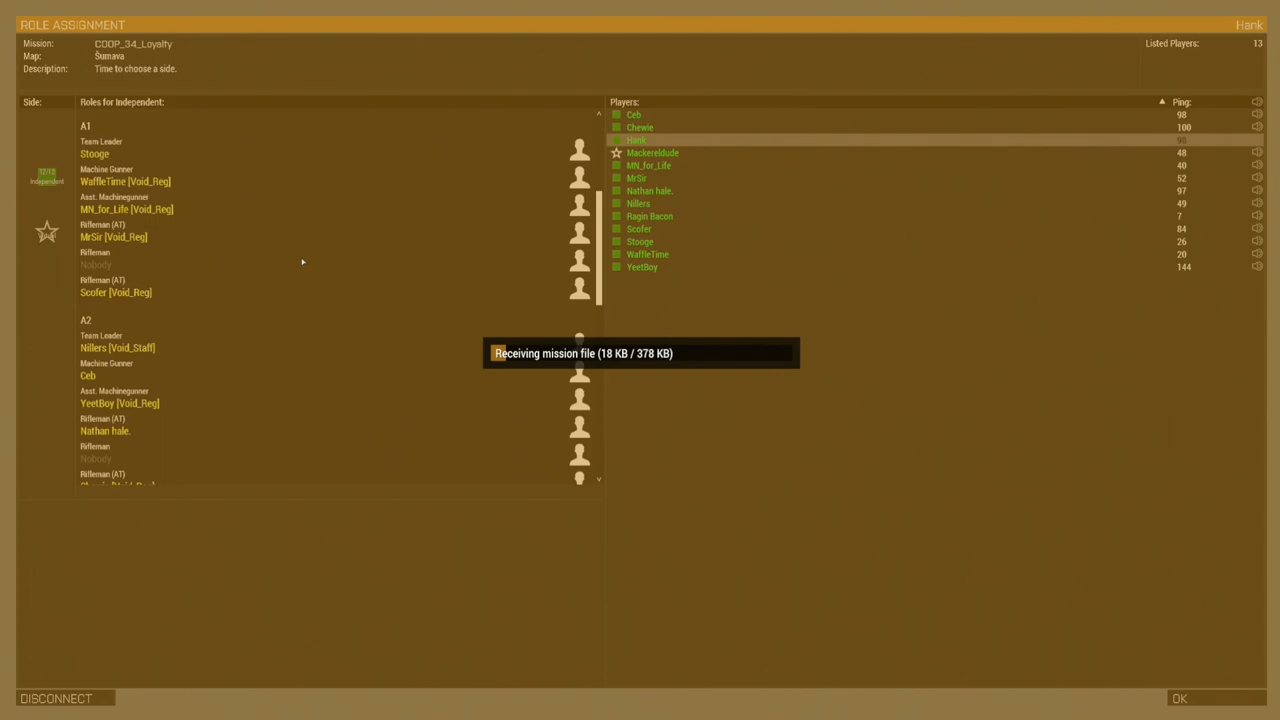 ROLE ASSIGNMENT
Hank
Mission: COOP_34_Loyalty
Listed Players: 13
Map: Šumava
Description: Time to choose a side.
Side:
Roles for Independent:
12/12
Independent
A1
Team Leader
Stooge
Machine Gunner
WaffleTime [Void_Reg]
Asst. Machinegunner
MN_for_Life [Void_Reg]
Rifleman (AT)
MrSir [Void_Reg]
Rifleman
Nobody
Rifleman (AT)
Scofer [Void_Reg]
A2
Team Leader
Nillers [Void_Staff]
Machine Gunner
Ceb
Asst. Machinegunner
YeetBoy [Void_Reg]
Rifleman (AT)
Nathan hale.
Rifleman
Nobody
Rifleman (AT)
Players: Ping:
Ceb 98
Chewie 100
Hank 98
Mackereldude 48
MN_for_Life 40
MrSir 52
Nathan hale. 97
Nillers 49
Ragin Bacon 7
Scofer 84
Stooge 26
WaffleTime 20
YeetBoy 144
Receiving mission file (18 KB / 378 KB)
DISCONNECT
OK